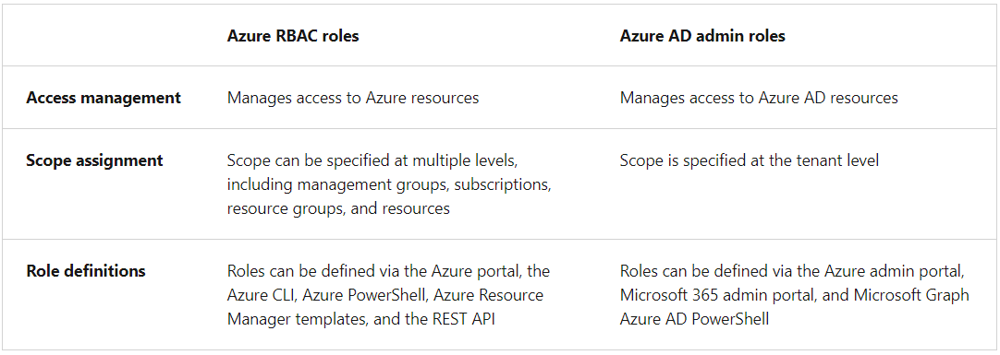 Azure RBAC roles
Azure AD admin roles
Access management
Manages access to Azure resources
Manages access to Azure AD resources
Scope assignment
Scope can be specified at multiple levels,
including management groups, subscriptions,
resource groups, and resources
Scope is specified at the tenant level
Role definitions
Roles can be defined via the Azure portal, the
Azure CLI, Azure PowerShell, Azure Resource
Manager templates, and the REST API
Roles can be defined via the Azure admin portal,
Microsoft 365 admin portal, and Microsoft Graph
Azure AD PowerShell